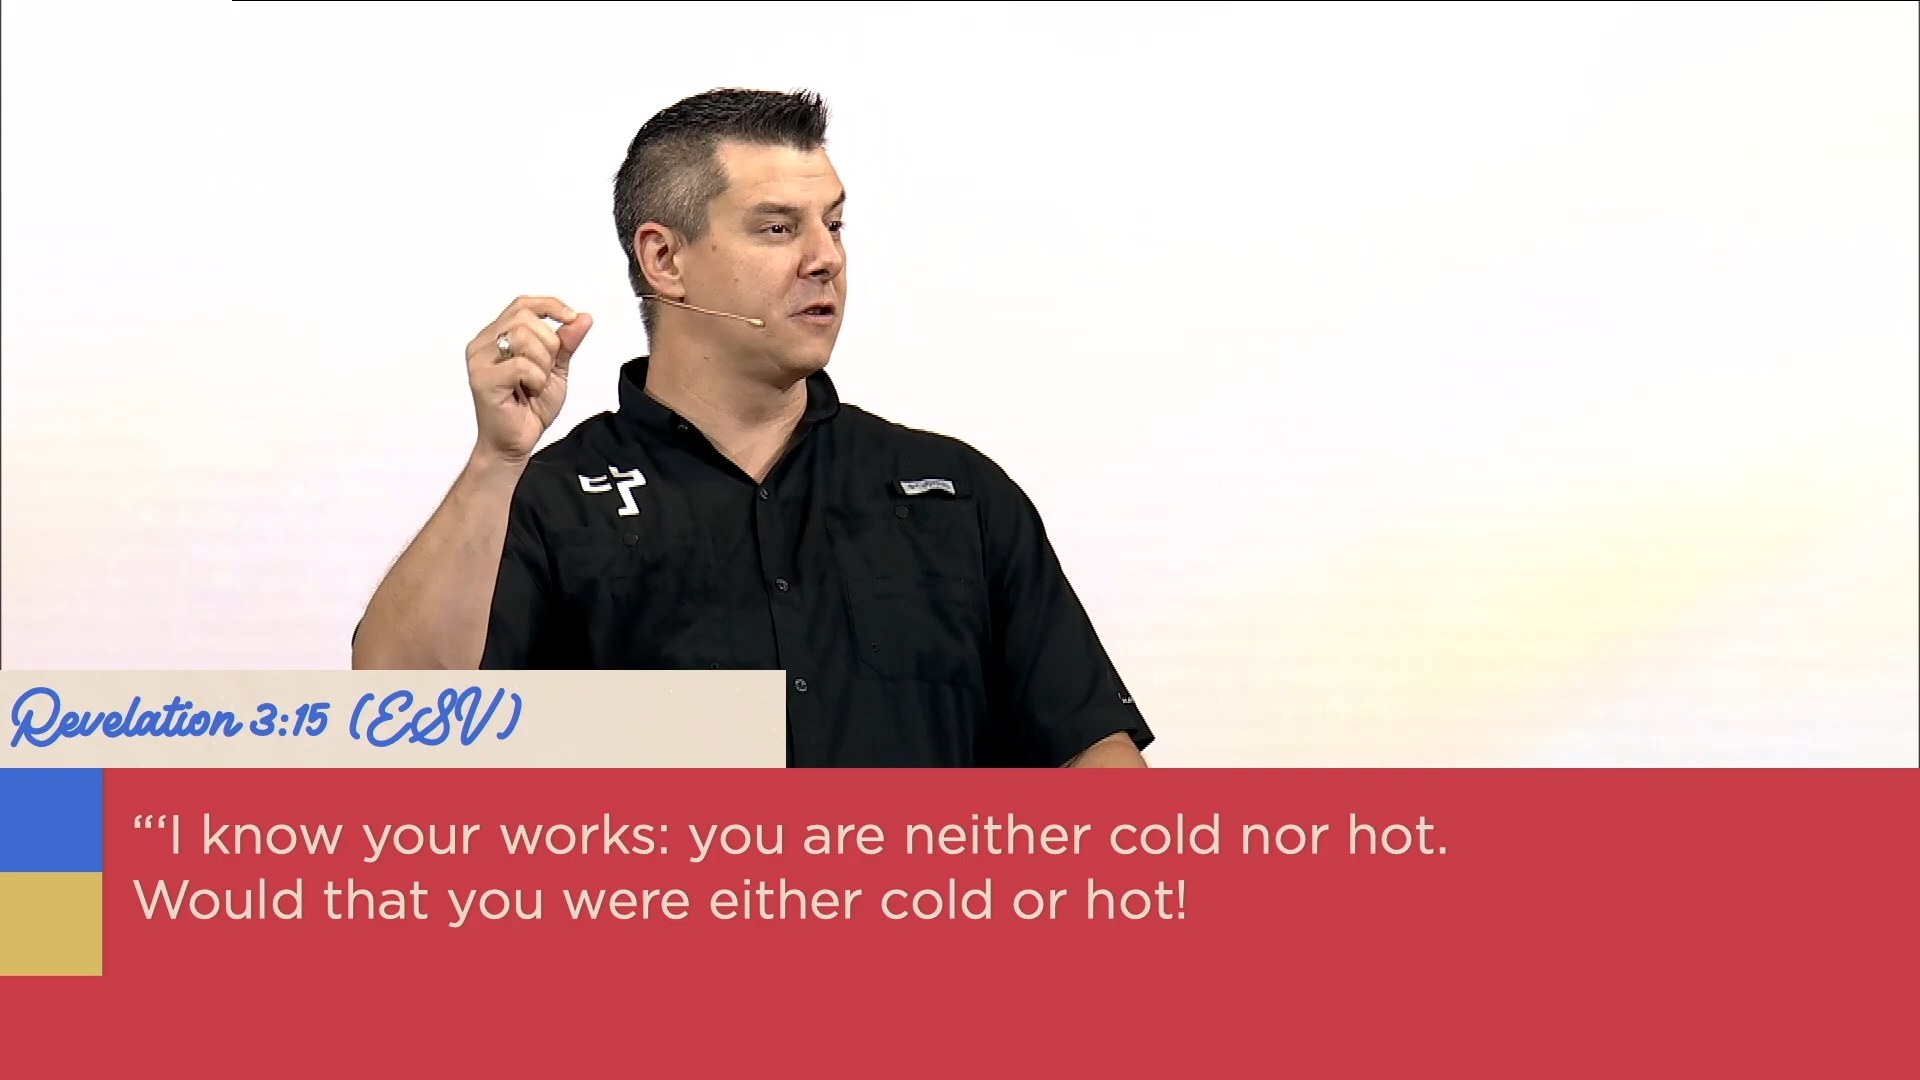 Revelation 3:15 (ESV)
“‘I know your works: you are neither cold nor hot.
Would that you were either cold or hot!